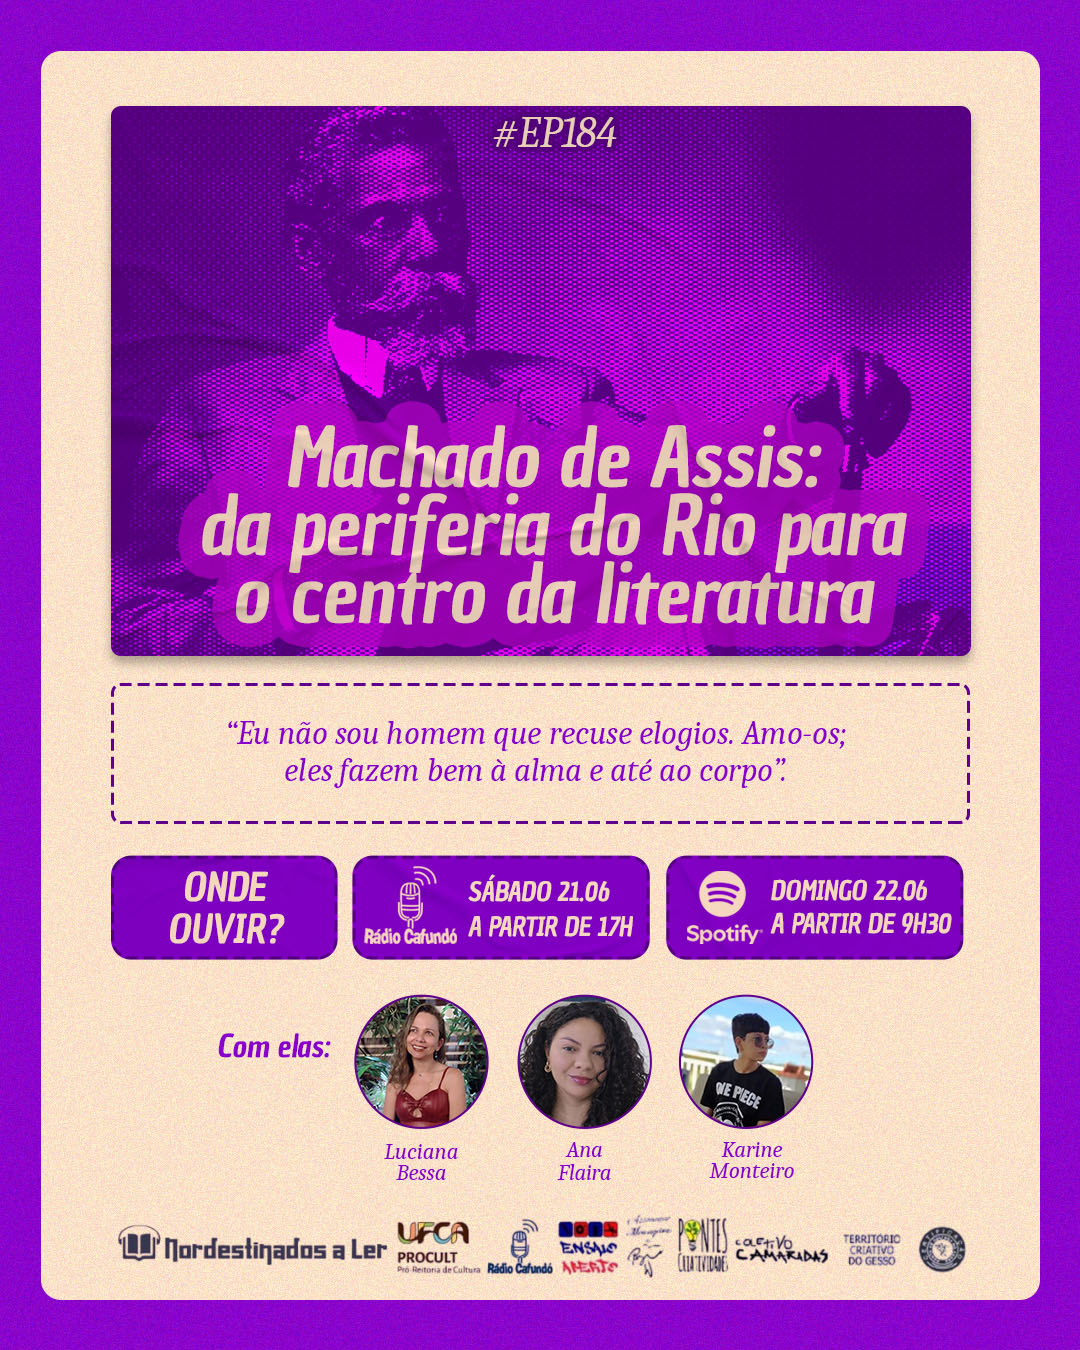 #EP184
Machado de Assis:
da periferia do Rio para
o centro da literatura
“Eu não sou homem que recuse elogios. Amo-os;
eles fazem bem à alma e até ao corpo”.
ONDE
OUVIR?
Rádio Cafundó
SÁBADO 21.06
A PARTIR DE 17H
Spotify
DOMINGO 22.06
A PARTIR DE 9H30
Com elas:
ONE PIECE
Luciana
Bessa
Ana
Flaira
Karine
Monteiro
Nordestinados a Ler
UFCA
PROCULT
Pró-Reitoria de Cultura
Rádio Cafundó
ENSAIO
ABERTO
PONTES
CRIATIVIDADES
COLETIVO
CAMARADAS
TERRITÓRIO
CRIATIVO
DO GESSO